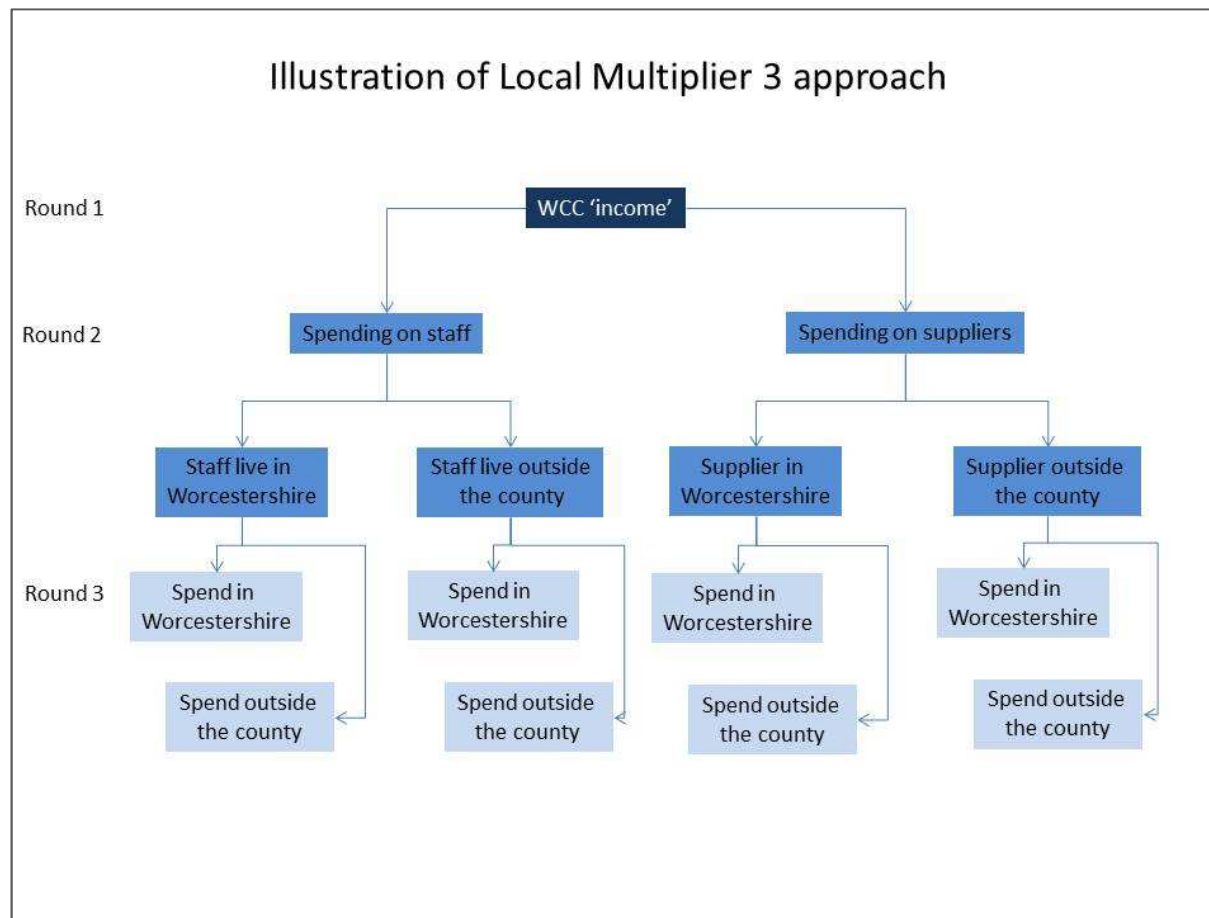 Illustration of Local Multiplier 3 approach
Round 1
WCC ‘income’
Round 2
Spending on staff
Spending on suppliers
Staff live in
Worcestershire
Staff live outside
the county
Supplier in
Worcestershire
Supplier outside
the county
Round 3
Spend in
Worcestershire
Spend in
Worcestershire
Spend in
Worcestershire
Spend in
Worcestershire
Spend outside
the county
Spend outside
the county
Spend outside
the county
Spend outside
the county